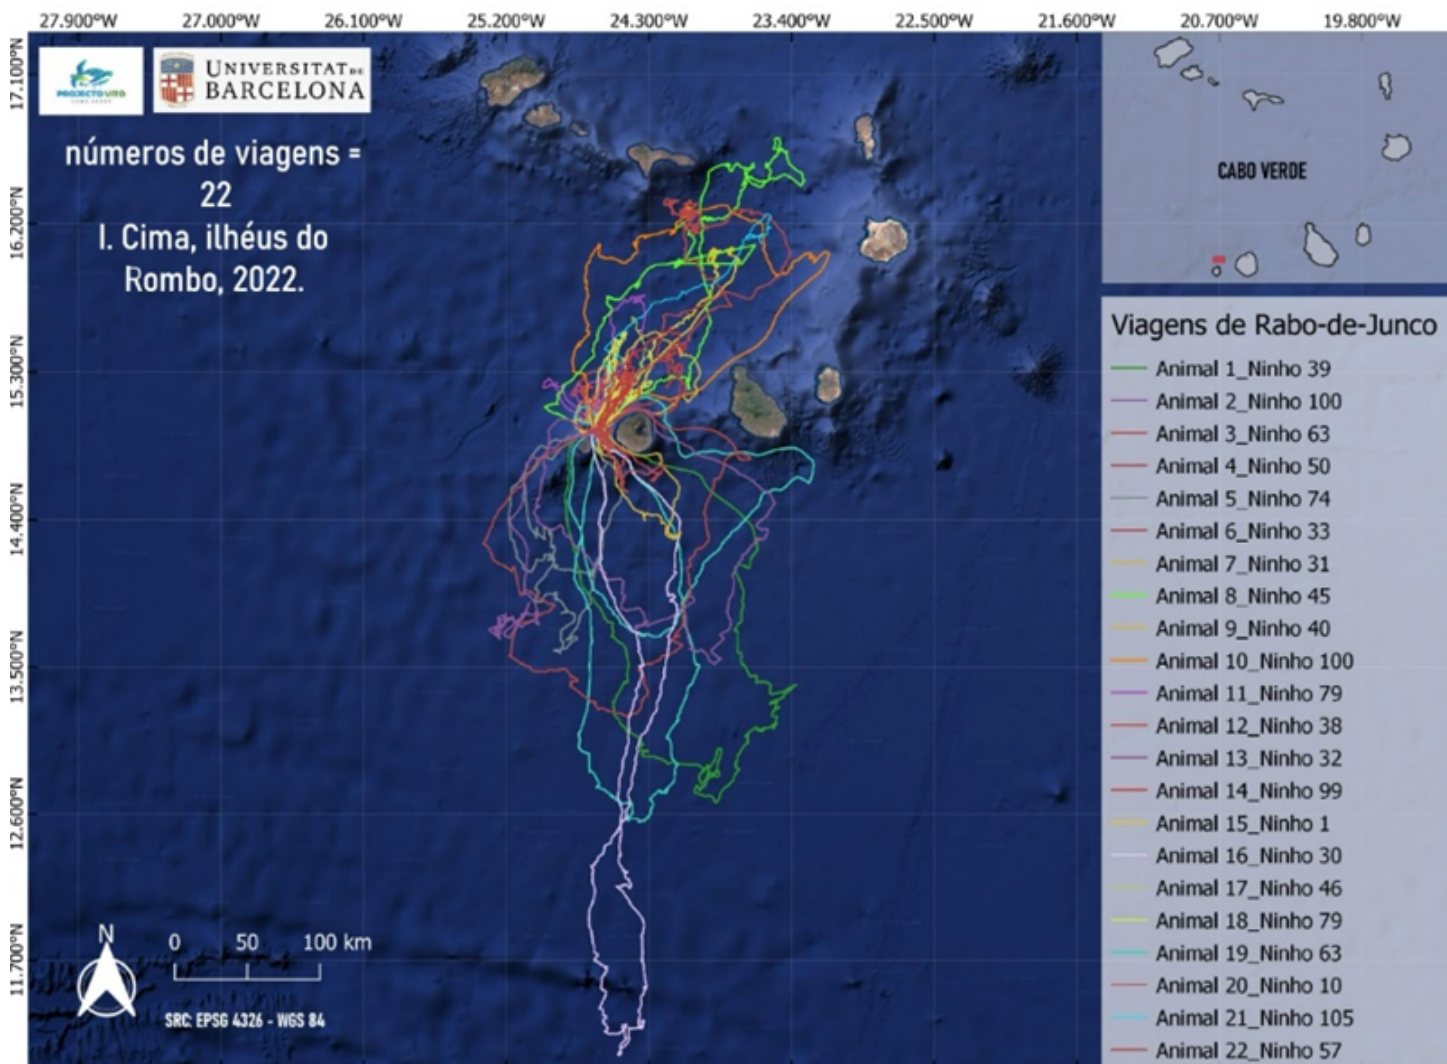 27.900°W 27.000°W 26.100°W 25.200°W 24.300°W 23.400°W 22.500°W 21.600°W 20.700°W 19.800°W
17.100°N
16.200°N
15.300°N
14.400°N
13.500°N
12.600°N
11.700°N
PROJECTO VITO
UNIVERSITAT DE
BARCELONA
números de viagens =
22
I. Cima, ilhéus do
Rombo, 2022.
CABO VERDE
Viagens de Rabo-de-Junco
Animal 1_Ninho 39
Animal 2_Ninho 100
Animal 3_Ninho 63
Animal 4_Ninho 50
Animal 5_Ninho 74
Animal 6_Ninho 33
Animal 7_Ninho 31
Animal 8_Ninho 45
Animal 9_Ninho 40
Animal 10_Ninho 100
Animal 11_Ninho 79
Animal 12_Ninho 38
Animal 13_Ninho 32
Animal 14_Ninho 99
Animal 15_Ninho 1
Animal 16_Ninho 30
Animal 17_Ninho 46
Animal 18_Ninho 79
Animal 19_Ninho 63
Animal 20_Ninho 10
Animal 21_Ninho 105
Animal 22_Ninho 57
N
0 50 100 km
SRC: EPSG 4326 - WGS 84